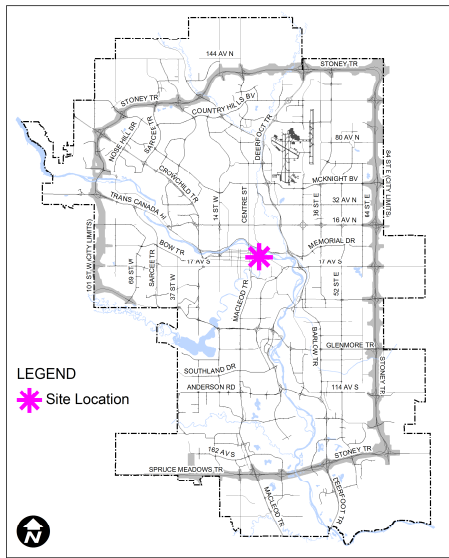 144 AV N
STONEY TR
STONEY TR
COUNTRY HILLS BV
NOSE HILL DR
SARCEE TR
DEERFOOT TR
80 AV N
CROWCHILD TR
MCKNIGHT BV
TRANS CANADA
14 ST W
CENTRE ST
36 ST E
32 AV N
16 AV N
44 ST E
84 ST E (CITY LIMITS)
BOW TR
17 AV S
MEMORIAL DR
17 AV S
101 ST W (CITY LIMITS)
69 ST W
SARCEE TR
37 ST W
MACLEOD TR
52 ST E
BARLOW TR
GLENMORE TR
SOUTHLAND DR
STONEY TR
ANDERSON RD
114 AV S
LEGEND
Site Location
162 AV S
STONEY TR
SPRUCE MEADOWS TR
MACLEOD TR
DEERFOOT TR
N